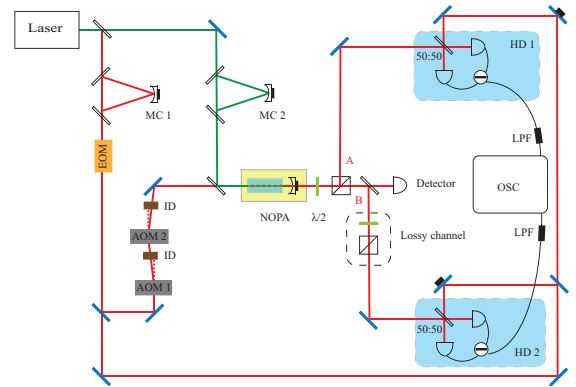 Laser
HD 1
50:50
MC 1
MC 2
LPF
EOM
A
Detector
OSC
B
ID
NOPA
λ/2
LPF
AOM 2
Lossy channel
ID
AOM 1
50:50
HD 2